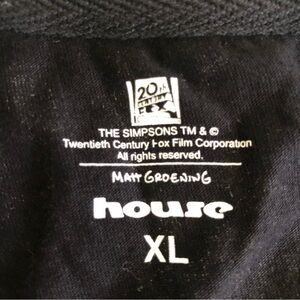 20th
CENTURY
FOX
THE SIMPSONS TM & ©
Twentieth Century Fox Film Corporation
All rights reserved.
MATT GROENING
house
XL